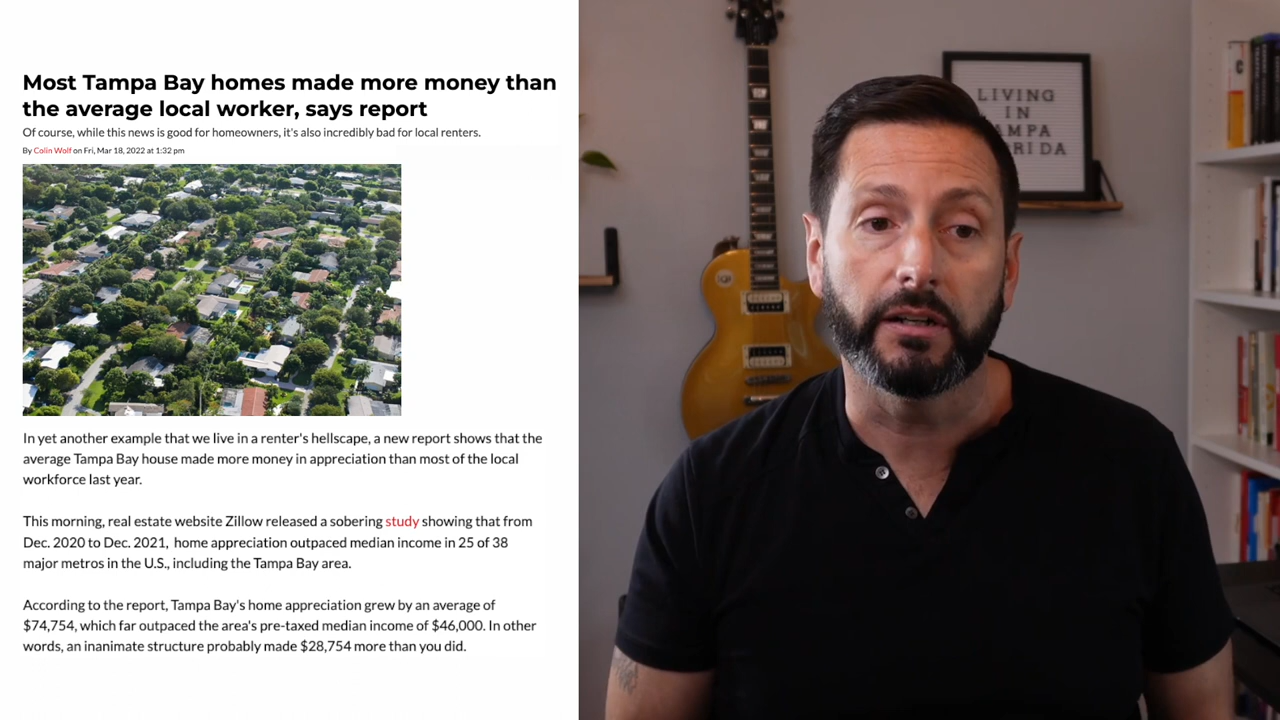 Most Tampa Bay homes made more money than
the average local worker, says report
Of course, while this news is good for homeowners, it's also incredibly bad for local renters.
By Colin Wolf on Fri, Mar 18, 2022 at 1:32 pm
In yet another example that we live in a renter's hellscape, a new report shows that the
average Tampa Bay house made more money in appreciation than most of the local
workforce last year.
This morning, real estate website Zillow released a sobering study showing that from
Dec. 2020 to Dec. 2021, home appreciation outpaced median income in 25 of 38
major metros in the U.S., including the Tampa Bay area.
According to the report, Tampa Bay's home appreciation grew by an average of
$74,754, which far outpaced the area's pre-taxed median income of $46,000. In other
words, an inanimate structure probably made $28,754 more than you did.
LIVING
IN
AMPA
RIDA